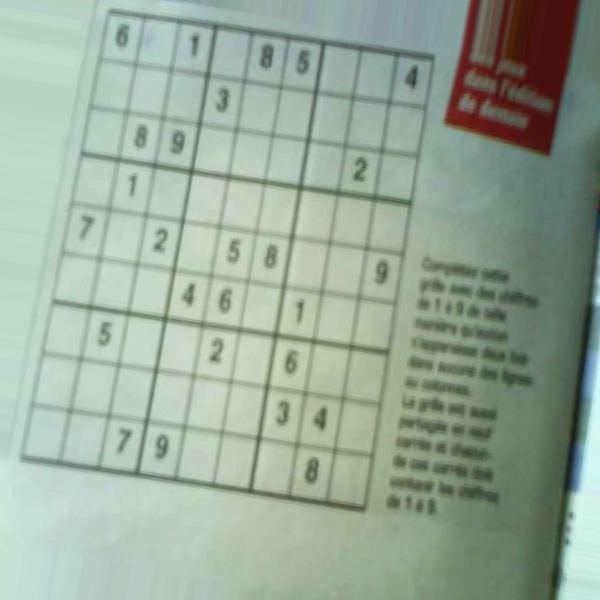 6 1 8 5 4
3
8 9 2
1
7 2 5 8 9
4 6 1
5 2 6
3 4
7 9 8
dans l'édition
de demain
Complétez cette
grille avec des chiffres
de 1 à 9 de telle
manière qu'aucun
n'apparaisse deux fois
dans aucune des lignes
ou colonnes.
La grille est aussi
partagée en neuf
carrés et chacun
de ces carrés doit
contenir les chiffres
de 1 à 9.